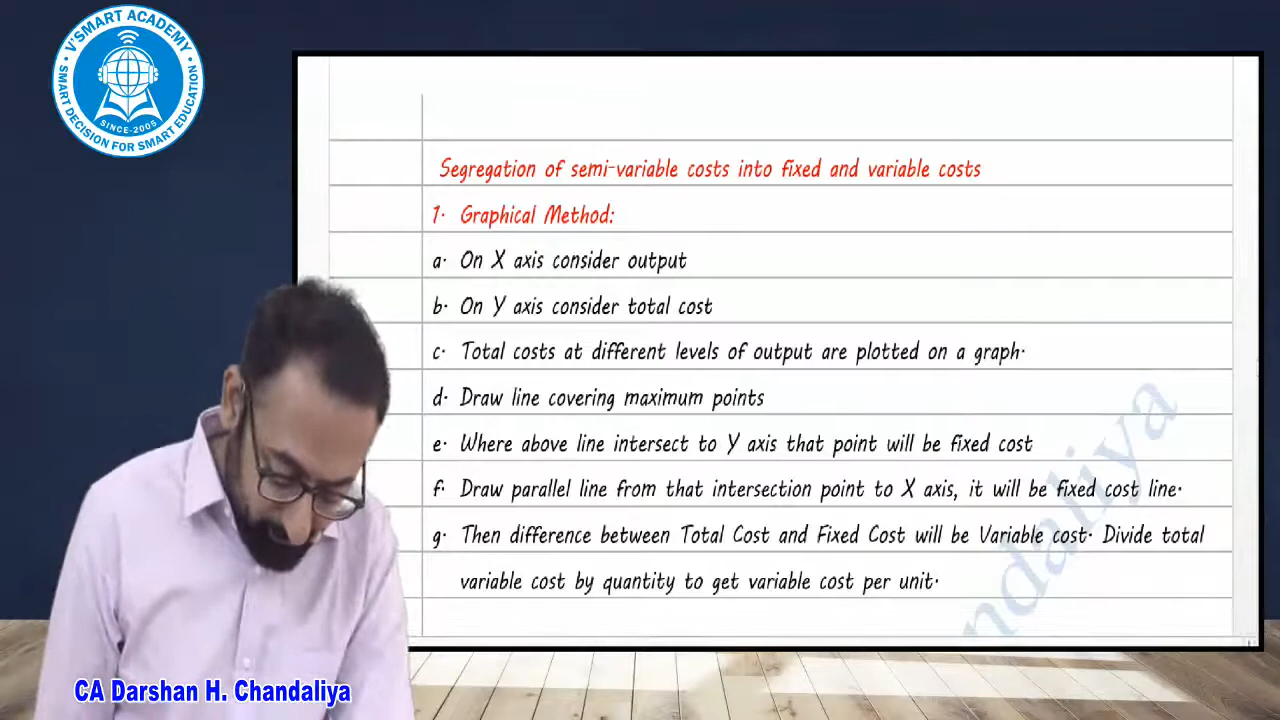 V'SMART ACADEMY
SMART DECISION FOR SMART EDUCATION
SINCE-2005
Segregation of semi-variable costs into fixed and variable costs
1. Graphical Method:
a. On X axis consider output
b. On Y axis consider total cost
c. Total costs at different levels of output are plotted on a graph.
d. Draw line covering maximum points
e. Where above line intersect to Y axis that point will be fixed cost
f. Draw parallel line from that intersection point to X axis, it will be fixed cost line.
g. Then difference between Total Cost and Fixed Cost will be Variable cost. Divide total
variable cost by quantity to get variable cost per unit.
ndaliya
CA Darshan H. Chandaliya